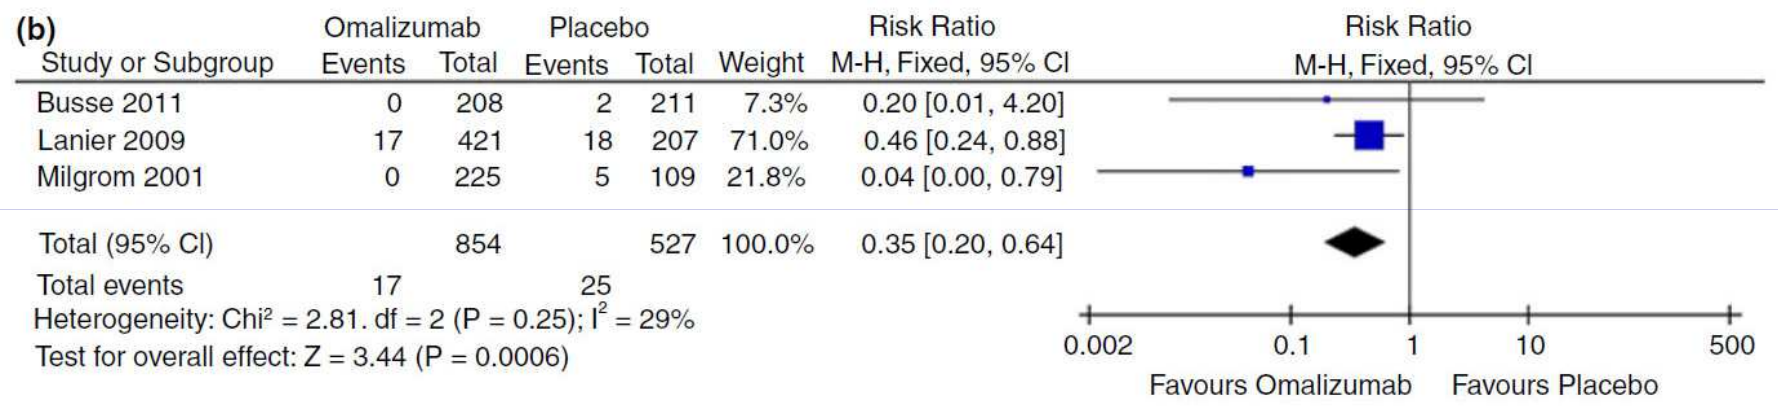 (b) Omalizumab Placebo Risk Ratio Risk Ratio
Study or Subgroup Events Total Events Total Weight M-H, Fixed, 95% CI M-H, Fixed, 95% CI
Busse 2011 0 208 2 211 7.3% 0.20 [0.01, 4.20]
Lanier 2009 17 421 18 207 71.0% 0.46 [0.24, 0.88]
Milgrom 2001 0 225 5 109 21.8% 0.04 [0.00, 0.79]
Total (95% CI) 854 527 100.0% 0.35 [0.20, 0.64]
Total events 17 25
Heterogeneity: Chi² = 2.81. df = 2 (P = 0.25); I² = 29%
Test for overall effect: Z = 3.44 (P = 0.0006)
0.002 0.1 1 10 500
Favours Omalizumab Favours Placebo